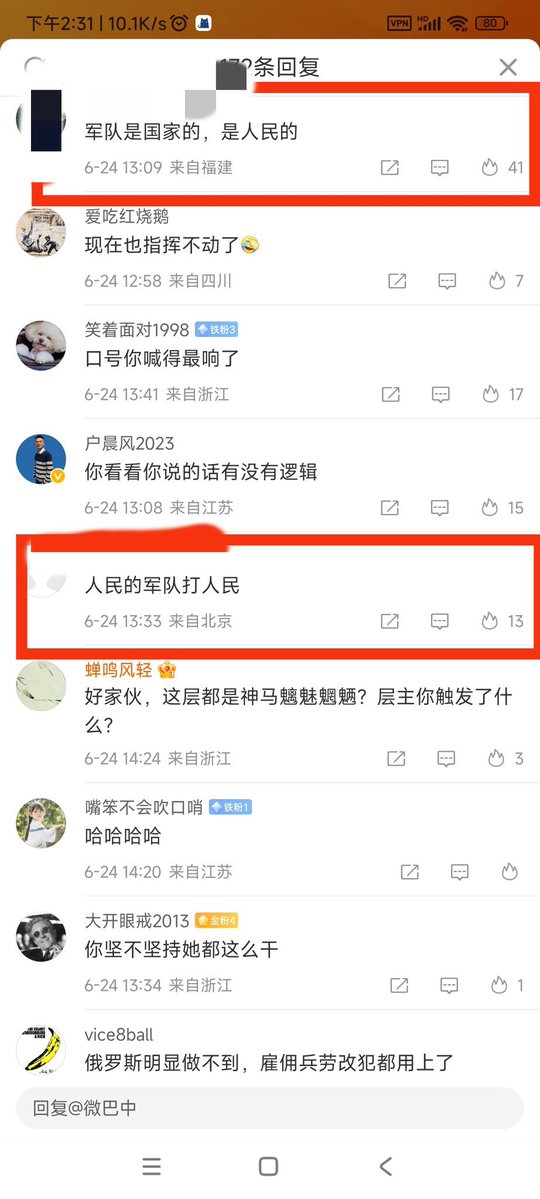 下午2:31 | 10.1K/s
VPN HD 80
条回复
军队是国家的，是人民的
6-24 13:09 来自福建
41
爱吃红烧鹅
现在也指挥不动了
6-24 12:58 来自四川
7
笑着面对1998 铁粉3
口号你喊得最响了
6-24 13:41 来自浙江
17
户晨风2023
你看看你说的话有没有逻辑
6-24 13:08 来自江苏
15
人民的军队打人民
6-24 13:33 来自北京
13
蝉鸣风轻
好家伙，这层都是神马魑魅魍魉？层主你触发了什
么？
6-24 14:24 来自浙江
3
嘴笨不会吹口哨 铁粉1
哈哈哈哈
6-24 14:20 来自江苏
大开眼戒2013 金粉4
你坚不坚持她都这么干
6-24 13:34 来自浙江
1
vice8ball
俄罗斯明显做不到，雇佣兵劳改犯都用上了
回复@微巴中